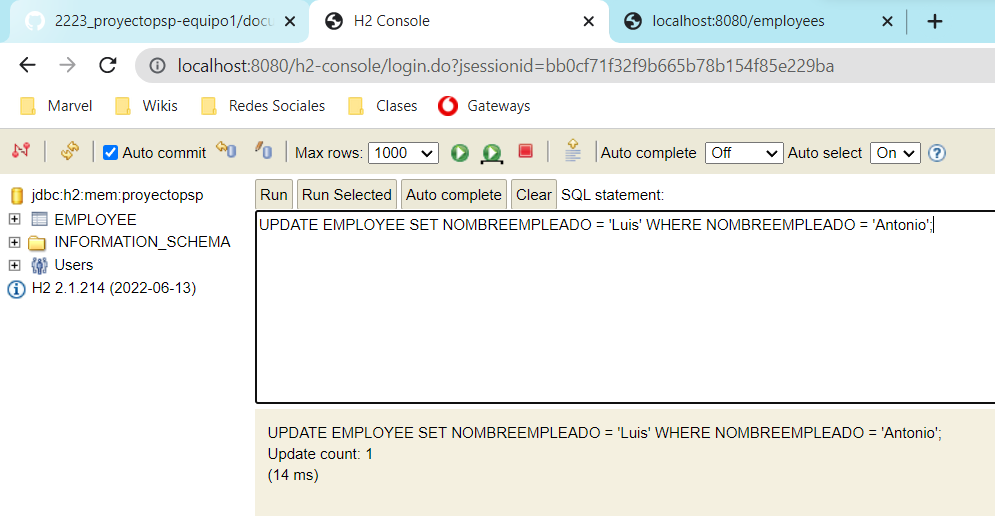 2223_proyectopsp-equipo1/docu
H2 Console
localhost:8080/employees
localhost:8080/h2-console/login.do?jsessionid=bb0cf71f32f9b665b78b154f85e229ba
Marvel Wikis Redes Sociales Clases Gateways
Auto commit Max rows: 1000 Auto complete Off Auto select On
jdbc:h2:mem:proyectopsp
EMPLOYEE
INFORMATION_SCHEMA
Users
H2 2.1.214 (2022-06-13)
Run Run Selected Auto complete Clear SQL statement:
UPDATE EMPLOYEE SET NOMBREEMPLEADO = 'Luis' WHERE NOMBREEMPLEADO = 'Antonio';
UPDATE EMPLOYEE SET NOMBREEMPLEADO = 'Luis' WHERE NOMBREEMPLEADO = 'Antonio';
Update count: 1
(14 ms)